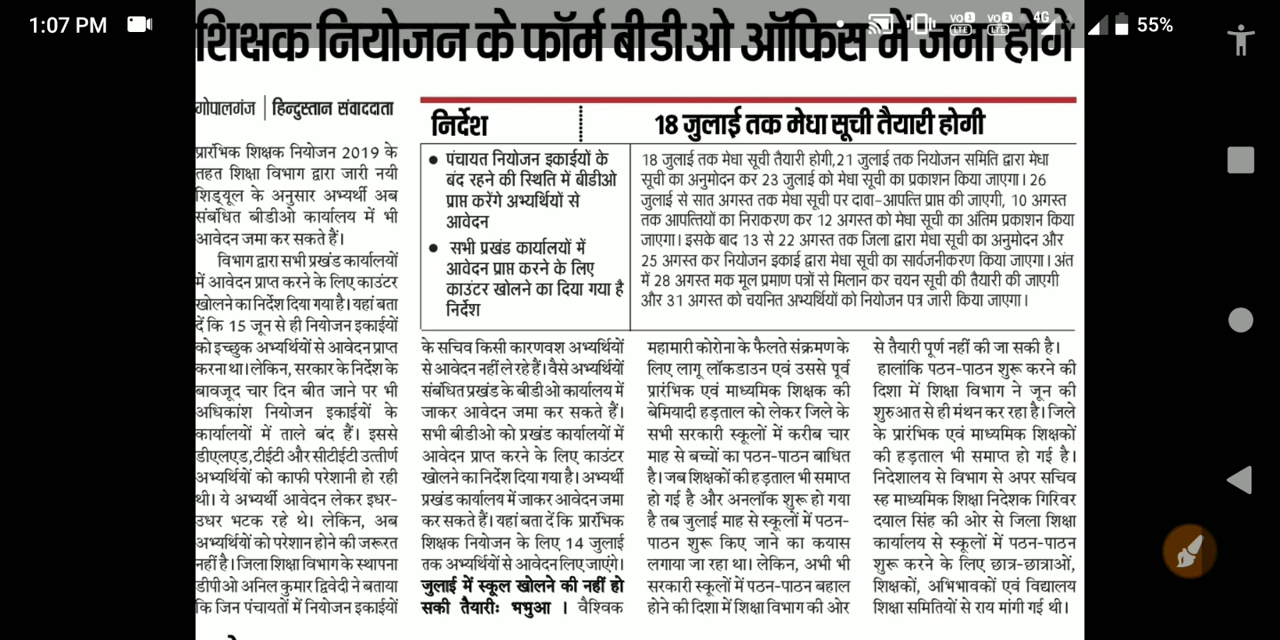 1:07 PM
4G
55%
शिक्षक नियोजन के फॉर्म बीडीओ ऑफिस में जमा होंगे
गोपालगंज | हिन्दुस्तान संवाददाता
प्रारंभिक शिक्षक नियोजन 2019 के
तहत शिक्षा विभाग द्वारा जारी नयी
शिड्यूल के अनुसार अभ्यर्थी अब
संबंधित बीडीओ कार्यालय में भी
आवेदन जमा कर सकते हैं।
विभाग द्वारा सभी प्रखंड कार्यालयों
में आवेदन प्राप्त करने के लिए काउंटर
खोलने का निर्देश दिया गया है। यहां बता
दें कि 15 जून से ही नियोजन इकाईयों
को इच्छुक अभ्यर्थियों से आवेदन प्राप्त
करना था। लेकिन, सरकार के निर्देश के
बावजूद चार दिन बीत जाने पर भी
अधिकांश नियोजन इकाईयों के
कार्यालयों में ताले बंद हैं। इससे
डीएलएड, टीईटी और सीटीईटी उत्तीर्ण
अभ्यर्थियों को काफी परेशानी हो रही
थी। ये अभ्यर्थी आवेदन लेकर इधर-
उधर भटक रहे थे। लेकिन, अब
अभ्यर्थियों को परेशान होने की जरूरत
नहीं है। जिला शिक्षा विभाग के स्थापना
डीपीओ अनिल कुमार द्विवेदी ने बताया
कि जिन पंचायतों में नियोजन इकाईयों
निर्देश
• पंचायत नियोजन इकाईयों के
बंद रहने की स्थिति में बीडीओ
प्राप्त करेंगे अभ्यर्थियों से
आवेदन
• सभी प्रखंड कार्यालयों में
आवेदन प्राप्त करने के लिए
काउंटर खोलने का दिया गया है
निर्देश
18 जुलाई तक मेधा सूची तैयारी होगी
18 जुलाई तक मेधा सूची तैयारी होगी, 21 जुलाई तक नियोजन समिति द्वारा मेधा
सूची का अनुमोदन कर 23 जुलाई को मेधा सूची का प्रकाशन किया जाएगा। 26
जुलाई से सात अगस्त तक मेधा सूची पर दावा-आपत्ति प्राप्त की जाएगी, 10 अगस्त
तक आपत्तियों का निराकरण कर 12 अगस्त को मेधा सूची का अंतिम प्रकाशन किया
जाएगा। इसके बाद 13 से 22 अगस्त तक जिला द्वारा मेधा सूची का अनुमोदन और
25 अगस्त कर नियोजन इकाई द्वारा मेधा सूची का सार्वजनीकरण किया जाएगा। अंत
में 28 अगस्त मक मूल प्रमाण पत्रों से मिलान कर चयन सूची की तैयारी की जाएगी
और 31 अगस्त को चयनित अभ्यर्थियों को नियोजन पत्र जारी किया जाएगा।
के सचिव किसी कारणवश अभ्यर्थियों
से आवेदन नहीं ले रहे हैं। वैसे अभ्यर्थियों
संबंधित प्रखंड के बीडीओ कार्यालय में
जाकर आवेदन जमा कर सकते हैं।
सभी बीडीओ को प्रखंड कार्यालयों में
आवेदन प्राप्त करने के लिए काउंटर
खोलने का निर्देश दिया गया है। अभ्यर्थी
प्रखंड कार्यालय में जाकर आवेदन जमा
कर सकते हैं। यहां बता दें कि प्रारंभिक
शिक्षक नियोजन के लिए 14 जुलाई
तक अभ्यर्थियों से आवेदन लिए जाएंगे।
जुलाई में स्कूल खोलने की नहीं हो
सकी तैयारीः भभुआ । वैश्विक
महामारी कोरोना के फैलते संक्रमण के
लिए लागू लॉकडाउन एवं उससे पूर्व
प्रारंभिक एवं माध्यमिक शिक्षक की
बेमियादी हड़ताल को लेकर जिले के
सभी सरकारी स्कूलों में करीब चार
माह से बच्चों का पठन-पाठन बाधित
है। जब शिक्षकों की हड़ताल भी समाप्त
हो गई है और अनलॉक शुरू हो गया
है तब जुलाई माह से स्कूलों में पठन-
पाठन शुरू किए जाने का कयास
लगाया जा रहा था। लेकिन, अभी भी
सरकारी स्कूलों में पठन-पाठन बहाल
होने की दिशा में शिक्षा विभाग की ओर
से तैयारी पूर्ण नहीं की जा सकी है।
हालांकि पठन-पाठन शुरू करने की
दिशा में शिक्षा विभाग ने जून की
शुरुआत से ही मंथन कर रहा है। जिले
के प्रारंभिक एवं माध्यमिक शिक्षकों
की हड़ताल भी समाप्त हो गई है।
निदेशालय से विभाग से अपर सचिव
स्ह माध्यमिक शिक्षा निदेशक गिरिवर
दयाल सिंह की ओर से जिला शिक्षा
कार्यालय से स्कूलों में पठन-पाठन
शुरू करने के लिए छात्र-छात्राओं,
शिक्षकों, अभिभावकों एवं विद्यालय
शिक्षा समितियों से राय मांगी गई थी।